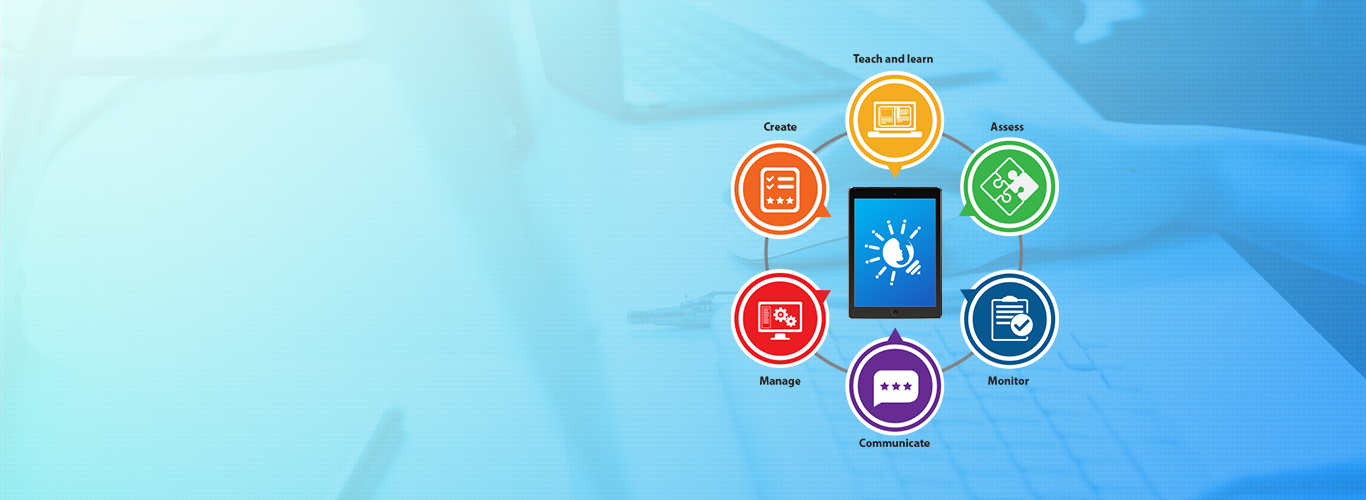 Teach and learn
Create
Assess
Manage
Monitor
Communicate